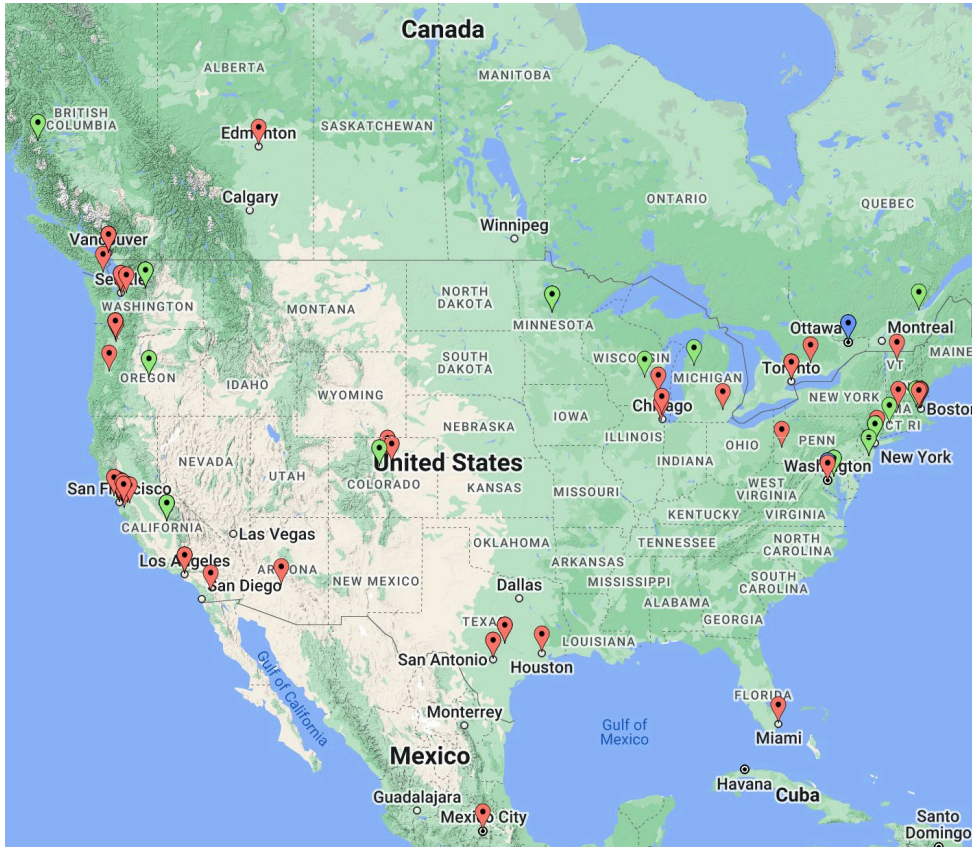 Canada
ALBERTA
MANITOBA
BRITISH
COLUMBIA
SASKATCHEWAN
Edmonton
Calgary
ONTARIO
QUEBEC
Winnipeg
Vancouver
Seattle
WASHINGTON
MONTANA
NORTH
DAKOTA
MINNESOTA
Ottawa
Montreal
MAINE
OREGON
IDAHO
SOUTH
DAKOTA
WISCONSIN
MICHIGAN
Toronto
VT
WYOMING
NEW YORK
MA
Boston
Chicago
IOWA
NEBRASKA
CT RI
ILLINOIS
OHIO
PENN
New York
NEVADA
United States
INDIANA
Washington
UTAH
COLORADO
KANSAS
MISSOURI
WEST
VIRGINIA
San Francisco
KENTUCKY
VIRGINIA
CALIFORNIA
Las Vegas
OKLAHOMA
TENNESSEE
NORTH
CAROLINA
Los Angeles
ARIZONA
NEW MEXICO
ARKANSAS
MISSISSIPPI
SOUTH
CAROLINA
San Diego
Dallas
ALABAMA
GEORGIA
TEXAS
LOUISIANA
San Antonio
Houston
Gulf of California
FLORIDA
Monterrey
Gulf of
Mexico
Miami
Mexico
Havana
Cuba
Guadalajara
Mexico City
Santo
Domingo